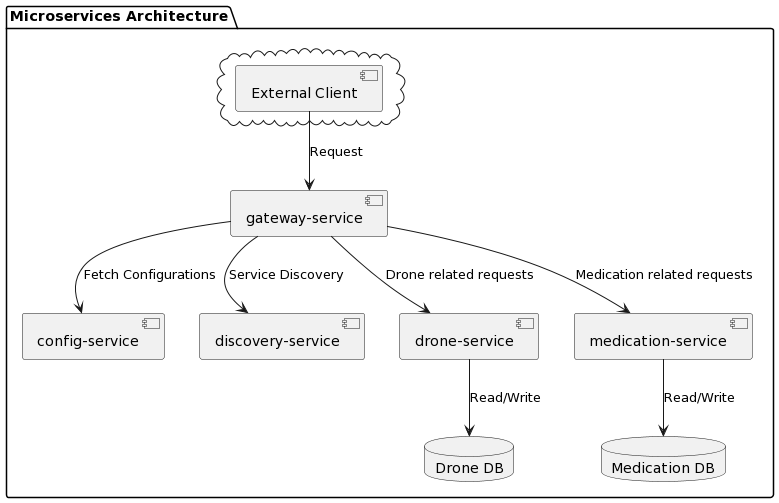 Microservices Architecture
External Client
Request
gateway-service
Fetch Configurations
Service Discovery
Drone related requests
Medication related requests
config-service
discovery-service
drone-service
medication-service
Read/Write
Read/Write
Drone DB
Medication DB